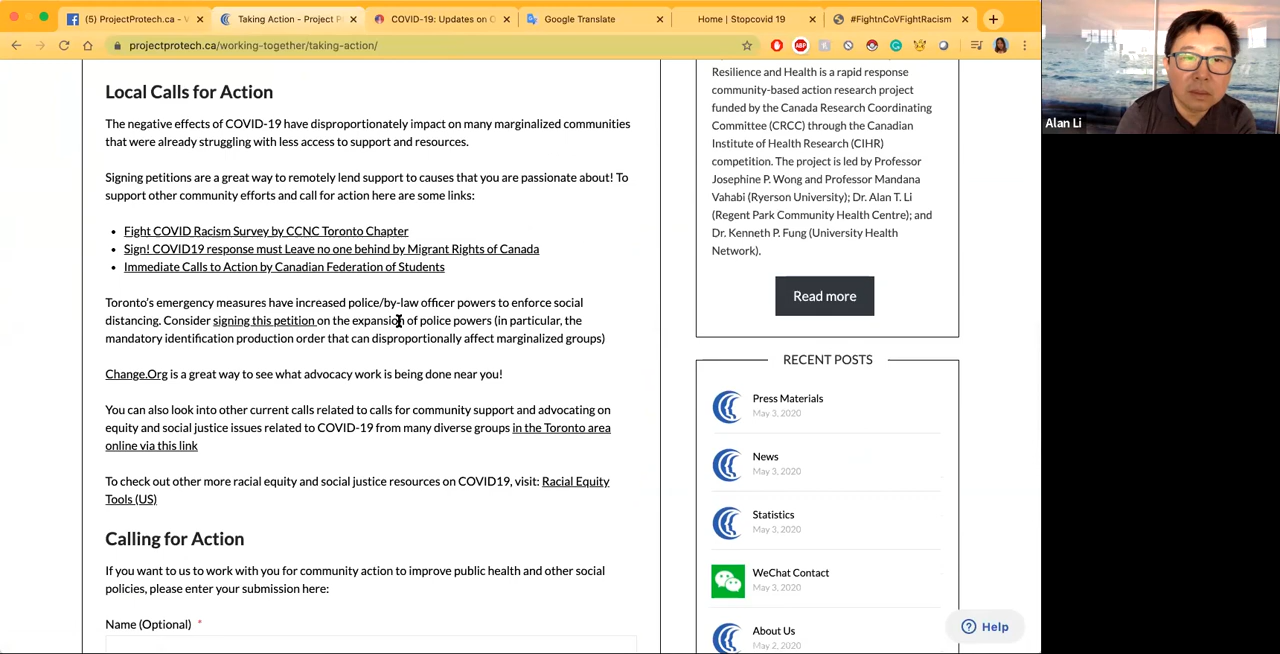 (5) ProjectProtech.ca - V
Taking Action - Project P
COVID-19: Updates on C
Google Translate
Home | Stopcovid 19
#FightnCoVFightRacism
projectprotech.ca/working-together/taking-action/
ABP
Alan Li
Local Calls for Action
The negative effects of COVID-19 have disproportionately impact on many marginalized communities
that were already struggling with less access to support and resources.
Signing petitions are a great way to remotely lend support to causes that you are passionate about! To
support other community efforts and call for action here are some links:
Fight COVID Racism Survey by CCNC Toronto Chapter
Sign! COVID19 response must Leave no one behind by Migrant Rights of Canada
Immediate Calls to Action by Canadian Federation of Students
Toronto's emergency measures have increased police/by-law officer powers to enforce social
distancing. Consider signing this petition on the expansion of police powers (in particular, the
mandatory identification production order that can disproportionally affect marginalized groups)
Change.Org is a great way to see what advocacy work is being done near you!
You can also look into other current calls related to calls for community support and advocating on
equity and social justice issues related to COVID-19 from many diverse groups in the Toronto area
online via this link
To check out other more racial equity and social justice resources on COVID19, visit: Racial Equity
Tools (US)
Calling for Action
If you want to us to work with you for community action to improve public health and other social
policies, please enter your submission here:
Name (Optional) *
Resilience and Health is a rapid response
community-based action research project
funded by the Canada Research Coordinating
Committee (CRCC) through the Canadian
Institute of Health Research (CIHR)
competition. The project is led by Professor
Josephine P. Wong and Professor Mandana
Vahabi (Ryerson University); Dr. Alan T. Li
(Regent Park Community Health Centre); and
Dr. Kenneth P. Fung (University Health
Network).
Read more
RECENT POSTS
Press Materials
May 3, 2020
News
May 3, 2020
Statistics
May 3, 2020
WeChat Contact
May 3, 2020
About Us
May 2, 2020
Help